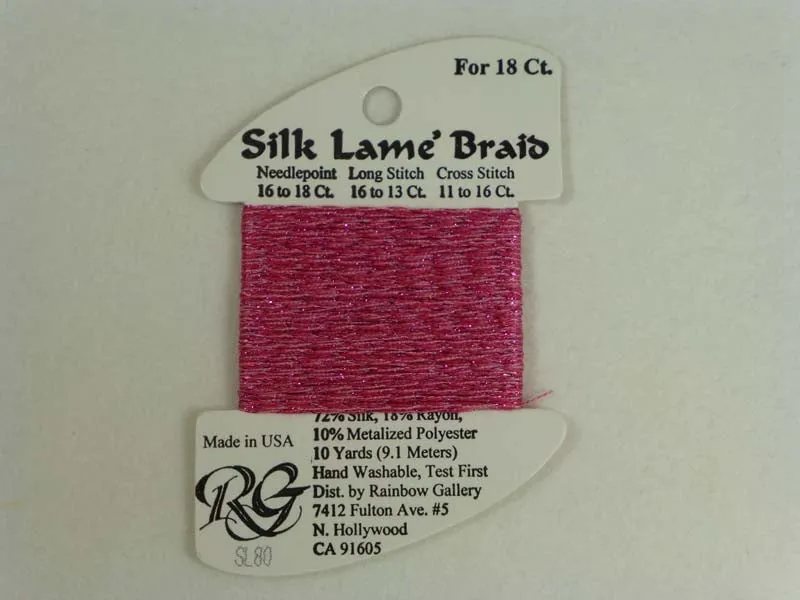 For 18 Ct.
Silk Lame' Braid
Needlepoint Long Stitch Cross Stitch
16 to 18 Ct. 16 to 13 Ct. 11 to 16 Ct.
72% Silk, 18% Rayon,
10% Metalized Polyester
10 Yards (9.1 Meters)
Hand Washable, Test First
Dist. by Rainbow Gallery
7412 Fulton Ave. #5
N. Hollywood
CA 91605
Made in USA
RG
SL80